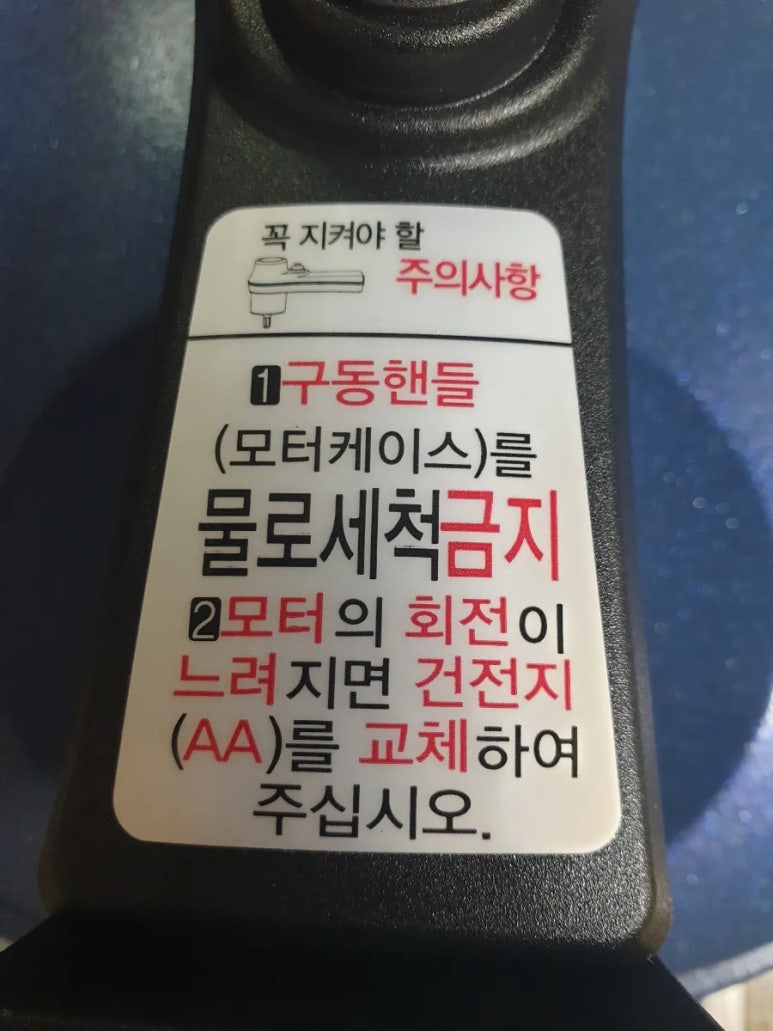 꼭 지켜야 할
주의사항
1구동핸들
(모터케이스)를
물로세척금지
2모터의 회전이
느려지면 건전지
(AA)를 교체하여
주십시오.